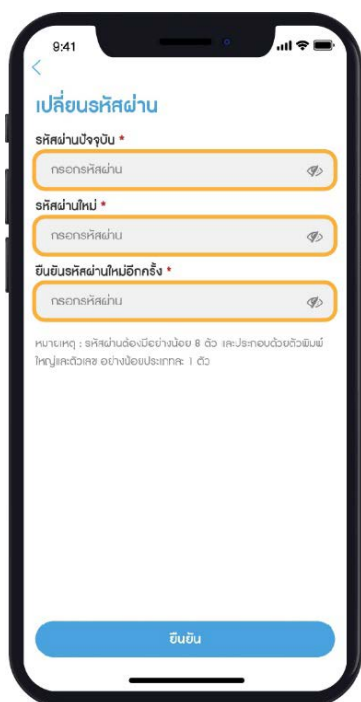 9:41
เปลี่ยนรหัสผ่าน
รหัสผ่านปัจจุบัน *
กรอกรหัสผ่าน
รหัสผ่านใหม่ *
กรอกรหัสผ่าน
ยืนยันรหัสผ่านใหม่อีกครั้ง *
กรอกรหัสผ่าน
หมายเหตุ : รหัสผ่านต้องมีอย่างน้อย 8 ตัว และประกอบด้วยตัวพิมพ์
ใหญ่และตัวเลข อย่างน้อยประเภทละ 1 ตัว
ยืนยัน